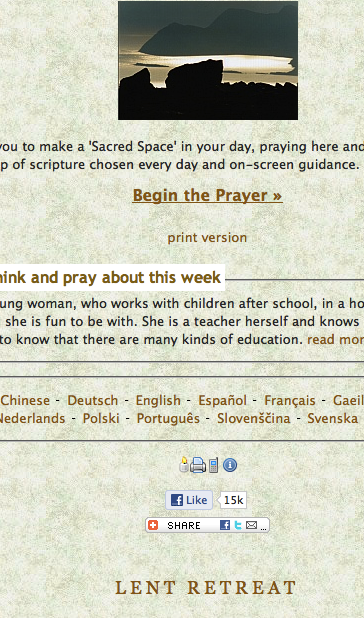 you to make a 'Sacred Space' in your day, praying here and
p of scripture chosen every day and on-screen guidance.
Begin the Prayer »
print version
hink and pray about this week
ung woman, who works with children after school, in a ho
she is fun to be with. She is a teacher herself and knows
to know that there are many kinds of education. read mor
Chinese - Deutsch - English - Español - Français - Gaeil
Nederlands - Polski - Português - Slovenščina - Svenska
Like 15k
SHARE ...
LENT RETREAT